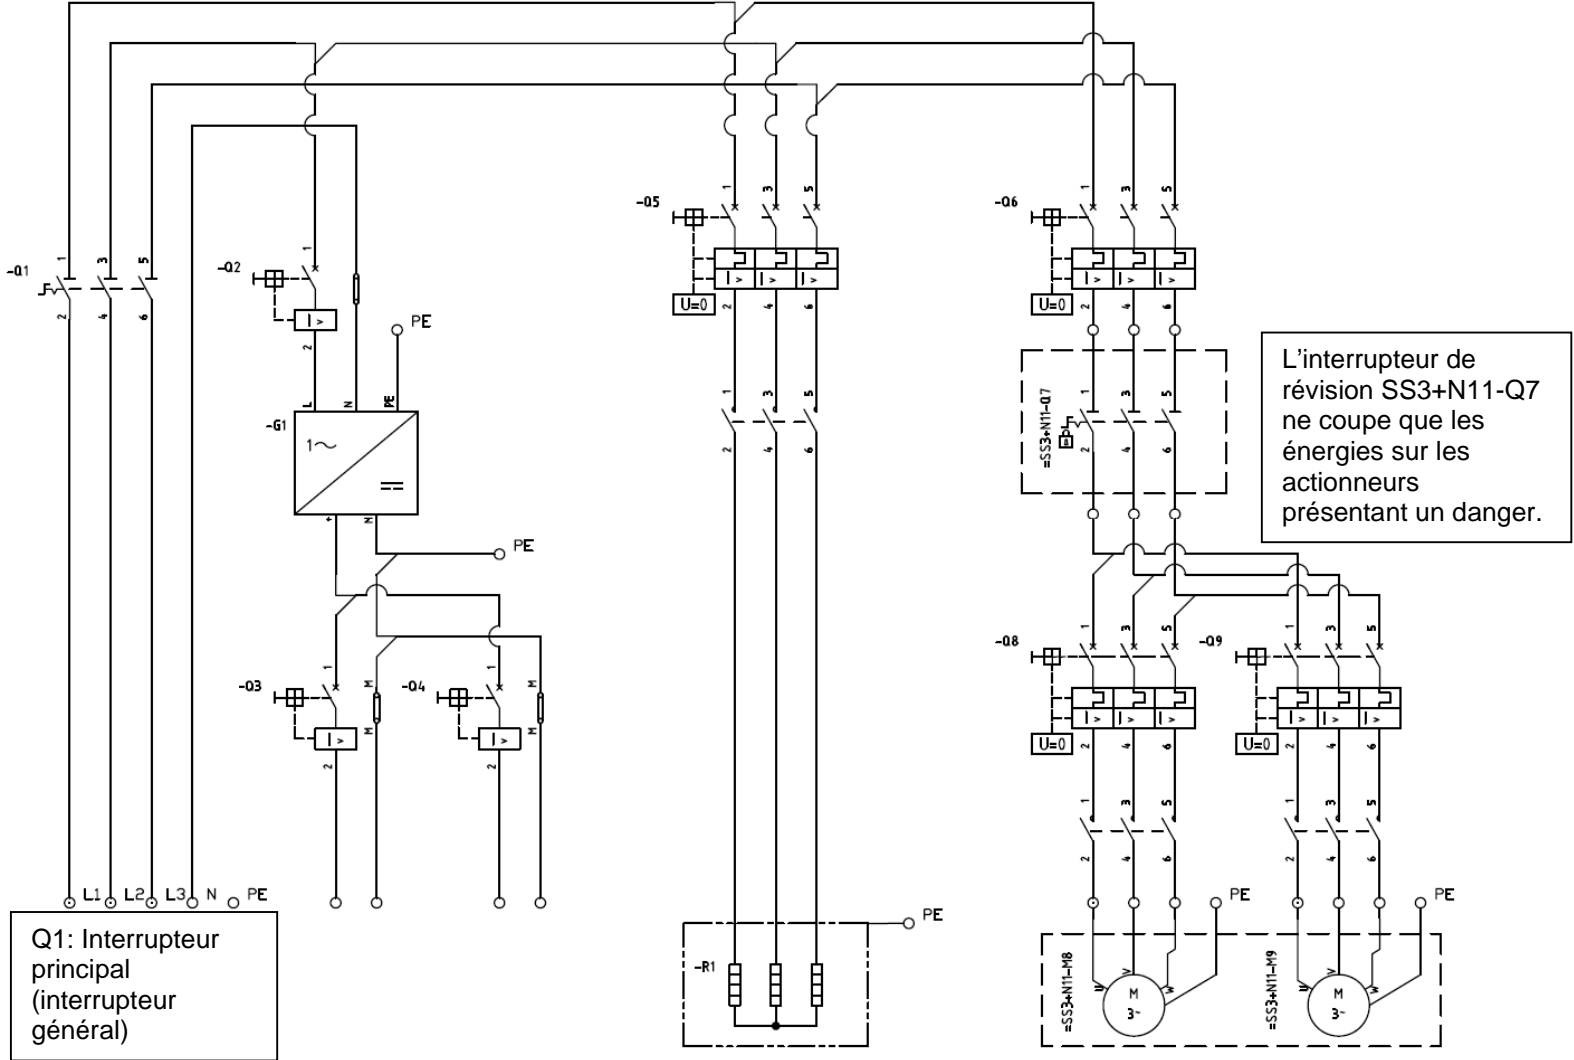 -Q1
1
3
5
2
4
6
-Q2
1
I >
2
PE
L
N
PE
-G1
1~
+
M
PE
-Q3
1
M
I >
M
2
-Q4
1
M
I >
M
2
L1
L2
L3
N
PE
Q1: Interrupteur
principal
(interrupteur
général)
-Q5
1
3
5
I >
I >
I >
U=0
2
4
6
1
3
5
2
4
6
PE
-R1
-Q6
1
3
5
I >
I >
I >
U=0
2
4
6
=SS3+N11-Q7
1
3
5
2
4
6
L'interrupteur de
révision SS3+N11-Q7
ne coupe que les
énergies sur les
actionneurs
présentant un danger.
-Q8
1
3
5
I >
I >
I >
U=0
2
4
6
1
3
5
2
4
6
-Q9
1
3
5
I >
I >
I >
U=0
2
4
6
1
3
5
2
4
6
PE
PE
=SS3+N11-M8
U
V
W
M
3~
=SS3+N11-M9
U
V
W
M
3~